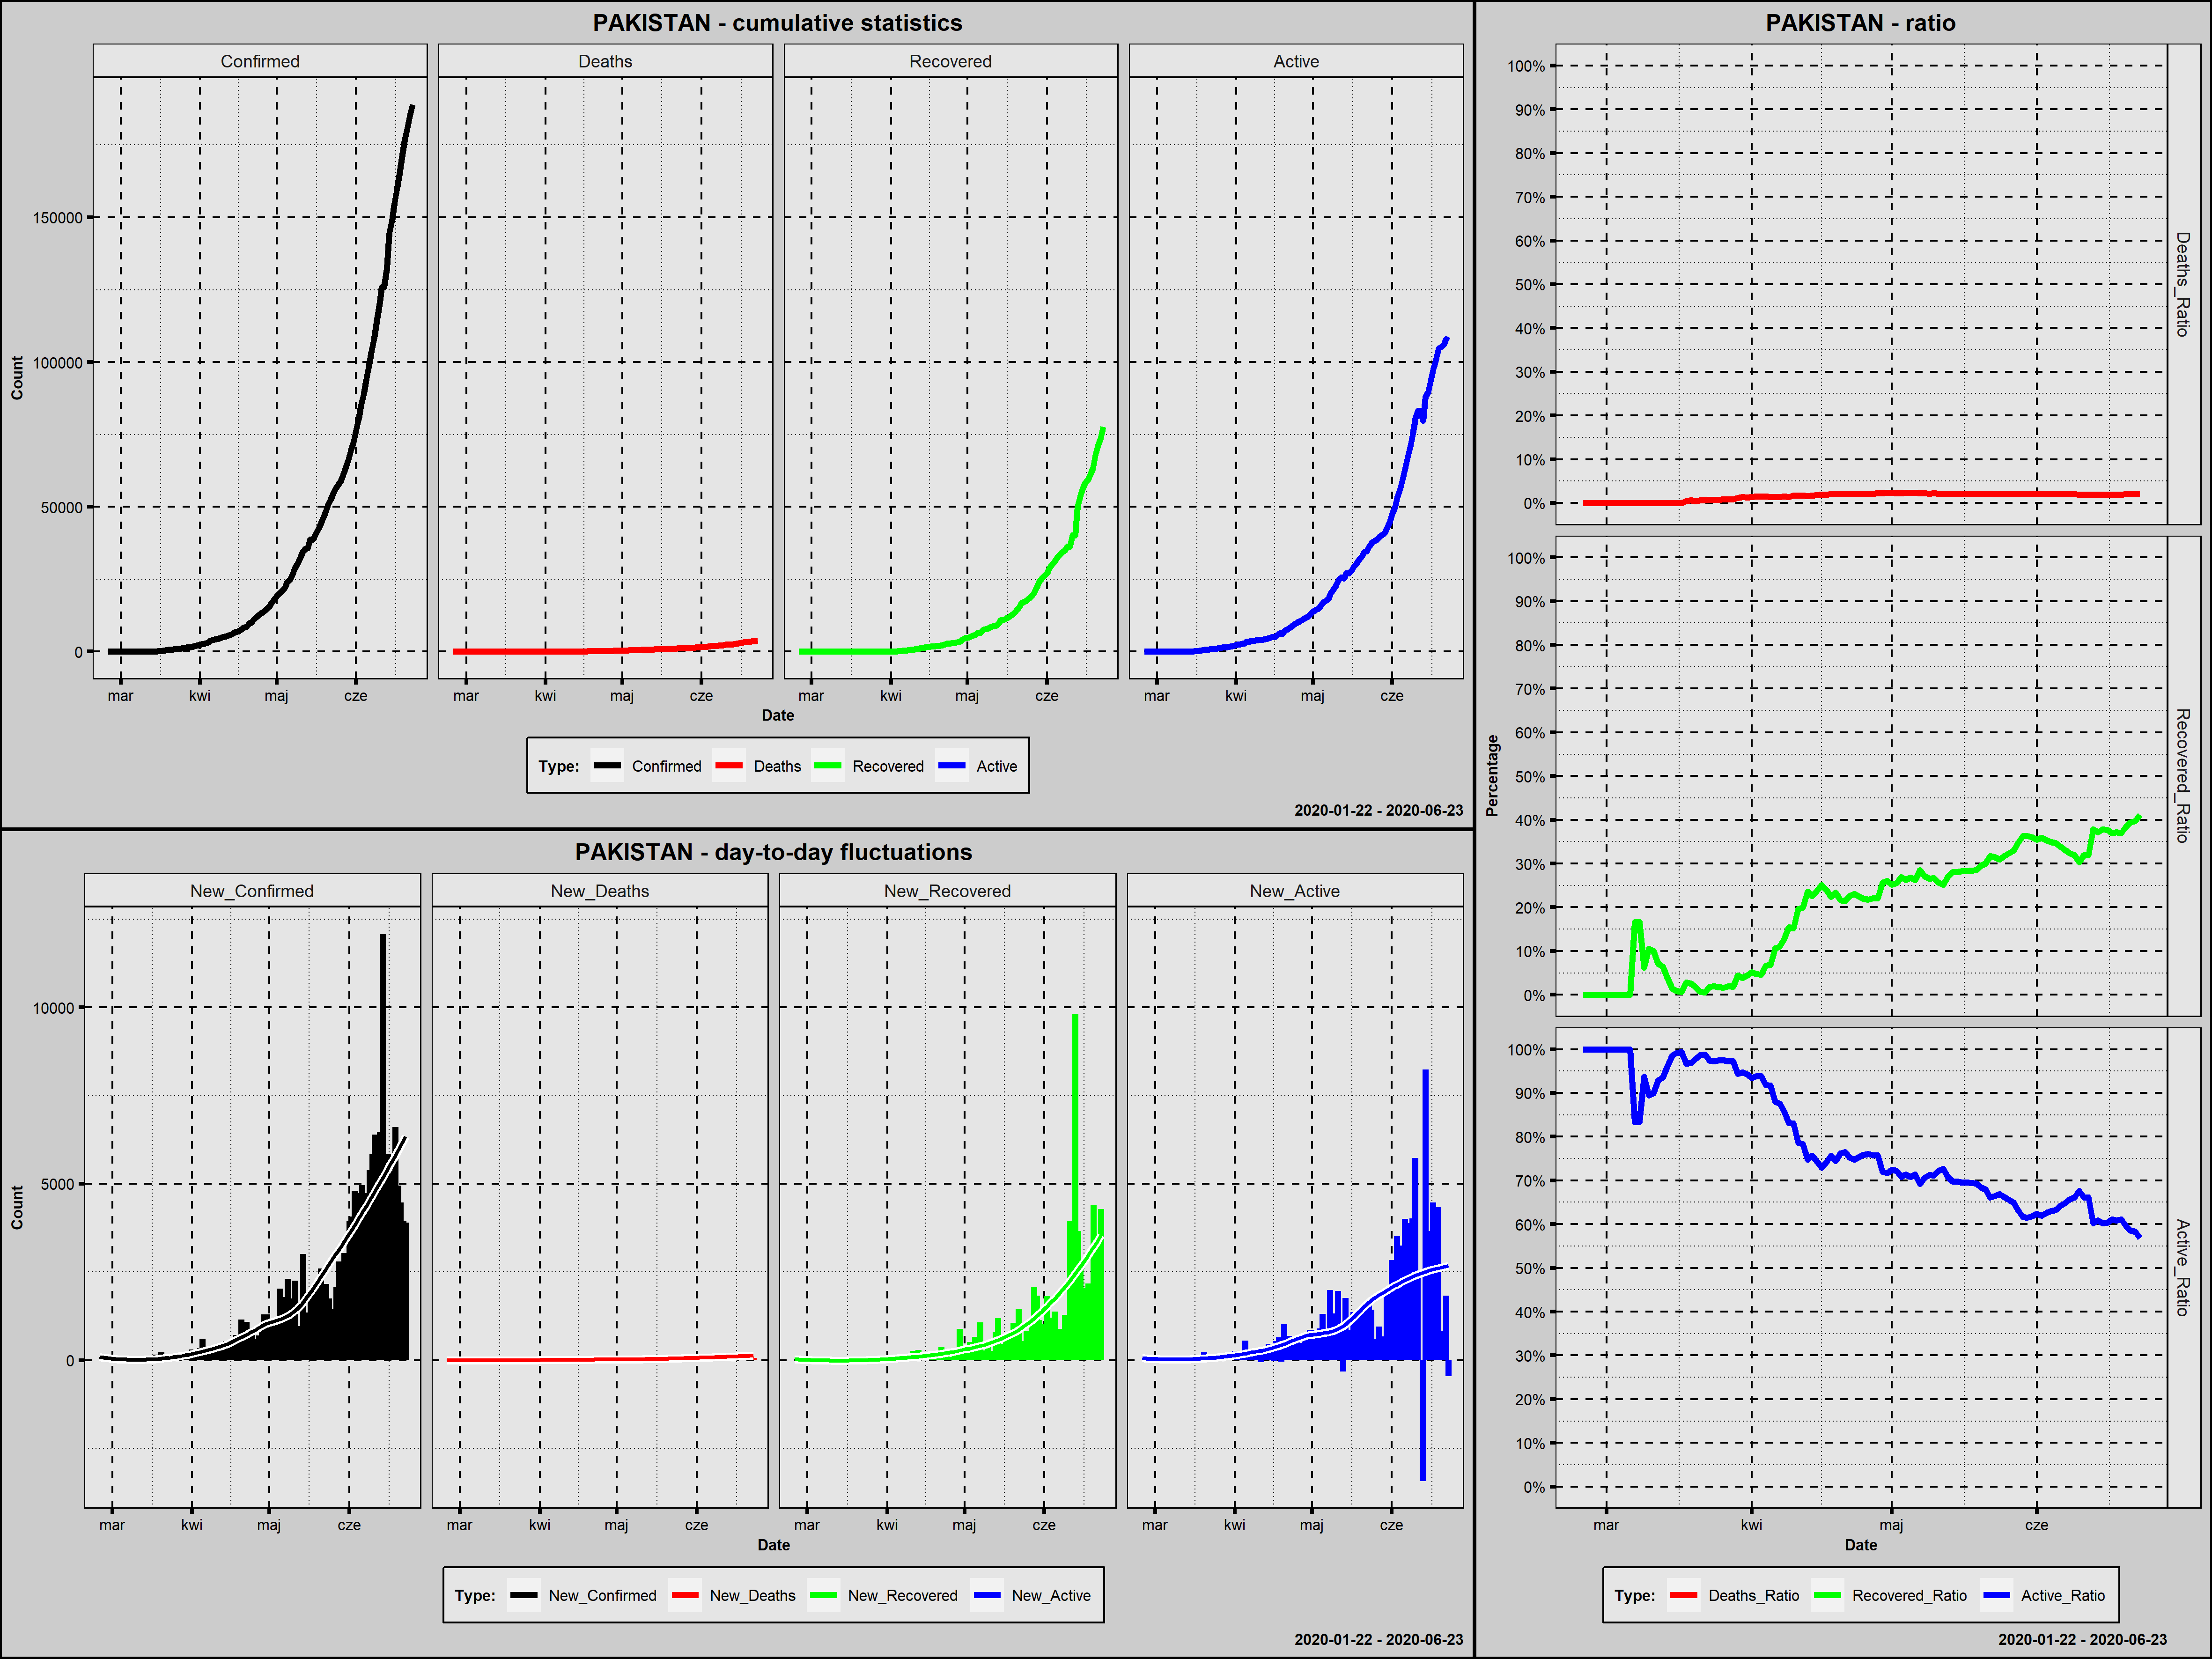 PAKISTAN - cumulative statistics
Confirmed Deaths Recovered Active
Count
150000
100000
50000
0
mar kwi maj cze mar kwi maj cze mar kwi maj cze mar kwi maj cze
Date
Type: Confirmed Deaths Recovered Active
2020-01-22 - 2020-06-23
PAKISTAN - day-to-day fluctuations
New_Confirmed New_Deaths New_Recovered New_Active
Count
10000
5000
0
mar kwi maj cze mar kwi maj cze mar kwi maj cze mar kwi maj cze
Date
Type: New_Confirmed New_Deaths New_Recovered New_Active
2020-01-22 - 2020-06-23
PAKISTAN - ratio
Percentage
100%
90%
80%
70%
60%
50%
40%
30%
20%
10%
0%
Deaths_Ratio
100%
90%
80%
70%
60%
50%
40%
30%
20%
10%
0%
Recovered_Ratio
100%
90%
80%
70%
60%
50%
40%
30%
20%
10%
0%
Active_Ratio
mar kwi maj cze
Date
Type: Deaths_Ratio Recovered_Ratio Active_Ratio
2020-01-22 - 2020-06-23